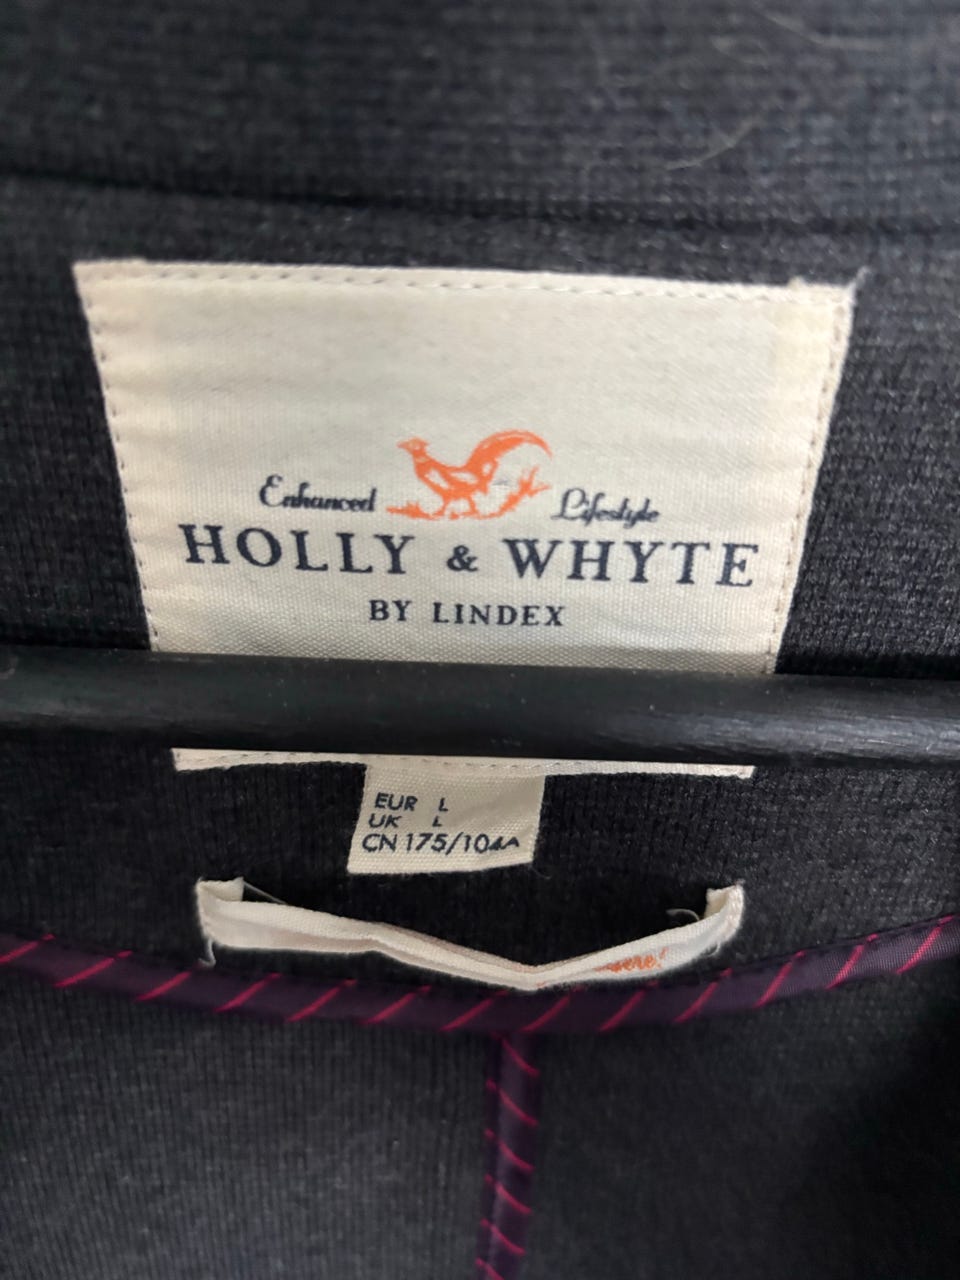 Enhanced Lifestyle
HOLLY & WHYTE
BY LINDEX
EUR L
UK L
CN 175/104A